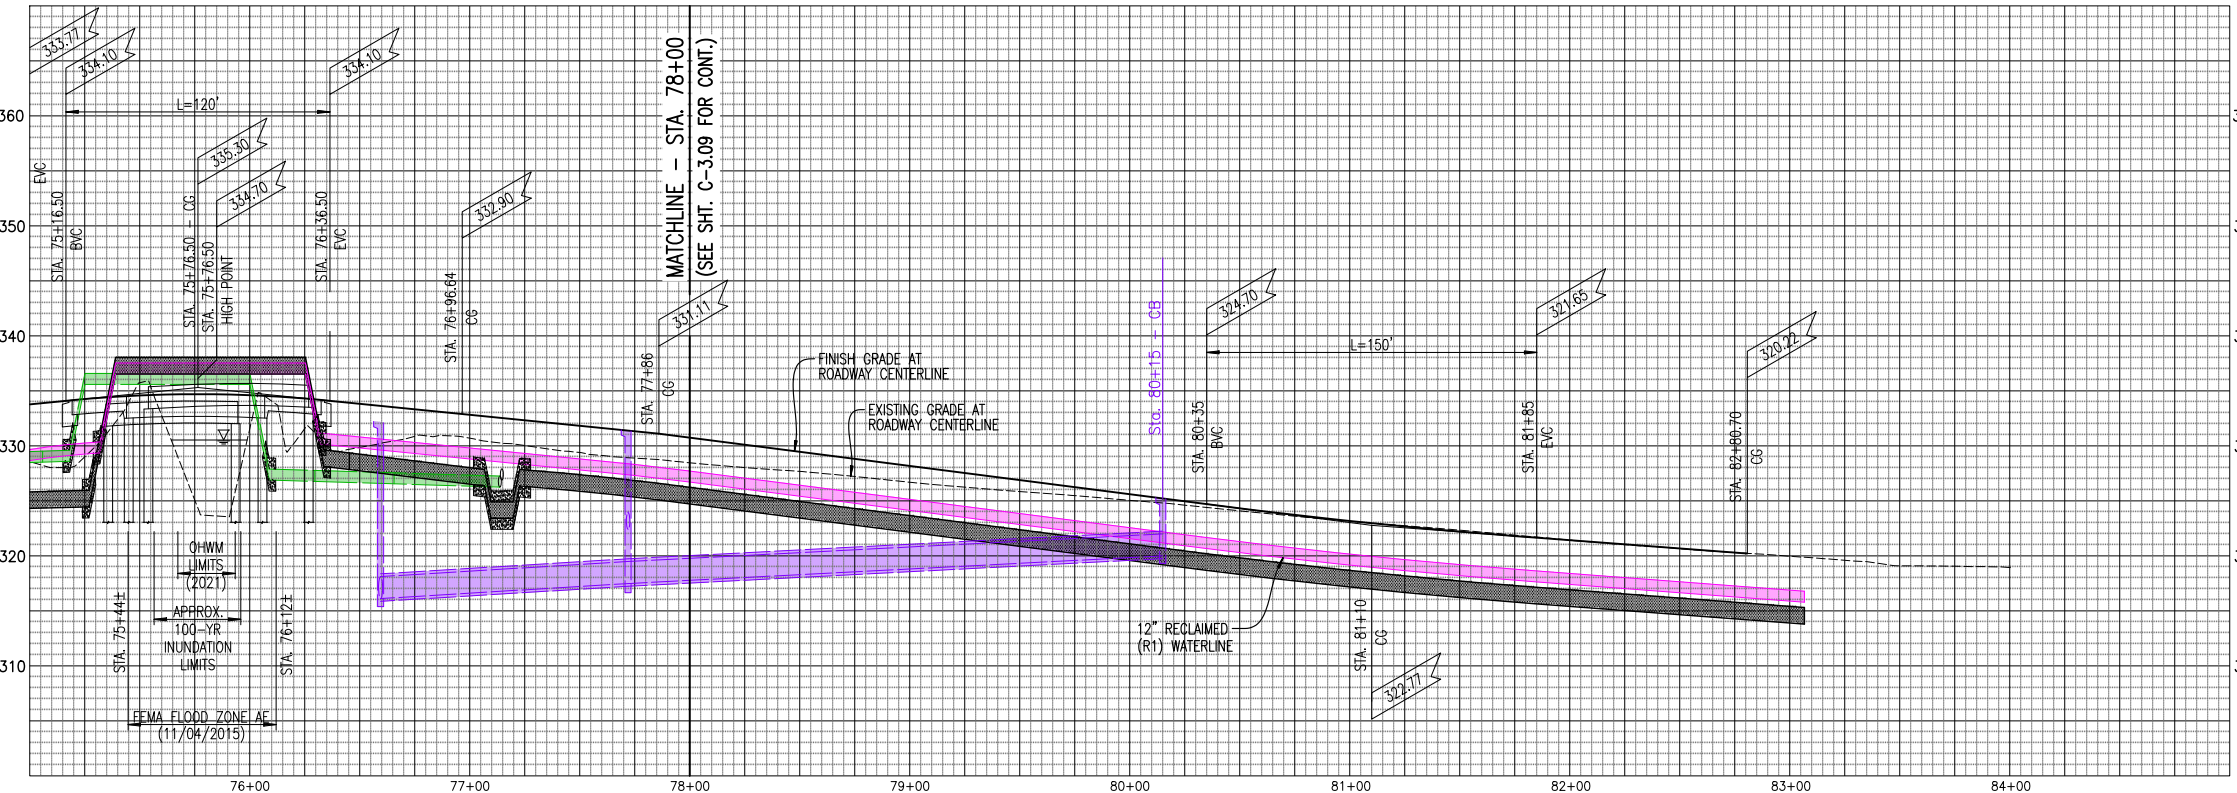 333.77
334.10
334.10
L=120'
360
350
340
330
320
310
EVC
STA. 75+16.50
BVC
335.30
334.70
STA. 75+76.50 - CG
STA. 75+76.50
HIGH POINT
STA. 76+36.50
EVC
332.90
STA. 76+96.64
CG
MATCHLINE - STA. 78+00
(SEE SHT. C-3.09 FOR CONT.)
331.11
STA. 77+86
CG
FINISH GRADE AT
ROADWAY CENTERLINE
EXISTING GRADE AT
ROADWAY CENTERLINE
Sta. 80+15 - CB
324.70
STA. 80+35
BVC
L=150'
321.65
STA. 81+85
EVC
320.22
STA. 82+80.70
CG
OHWM
LIMITS
(2021)
APPROX.
100-YR
INUNDATION
LIMITS
STA. 75+44±
STA. 76+12±
FEMA FLOOD ZONE AE
(11/04/2015)
12" RECLAIMED
(R1) WATERLINE
STA. 81+10
CG
322.77
76+00
77+00
78+00
79+00
80+00
81+00
82+00
83+00
84+00